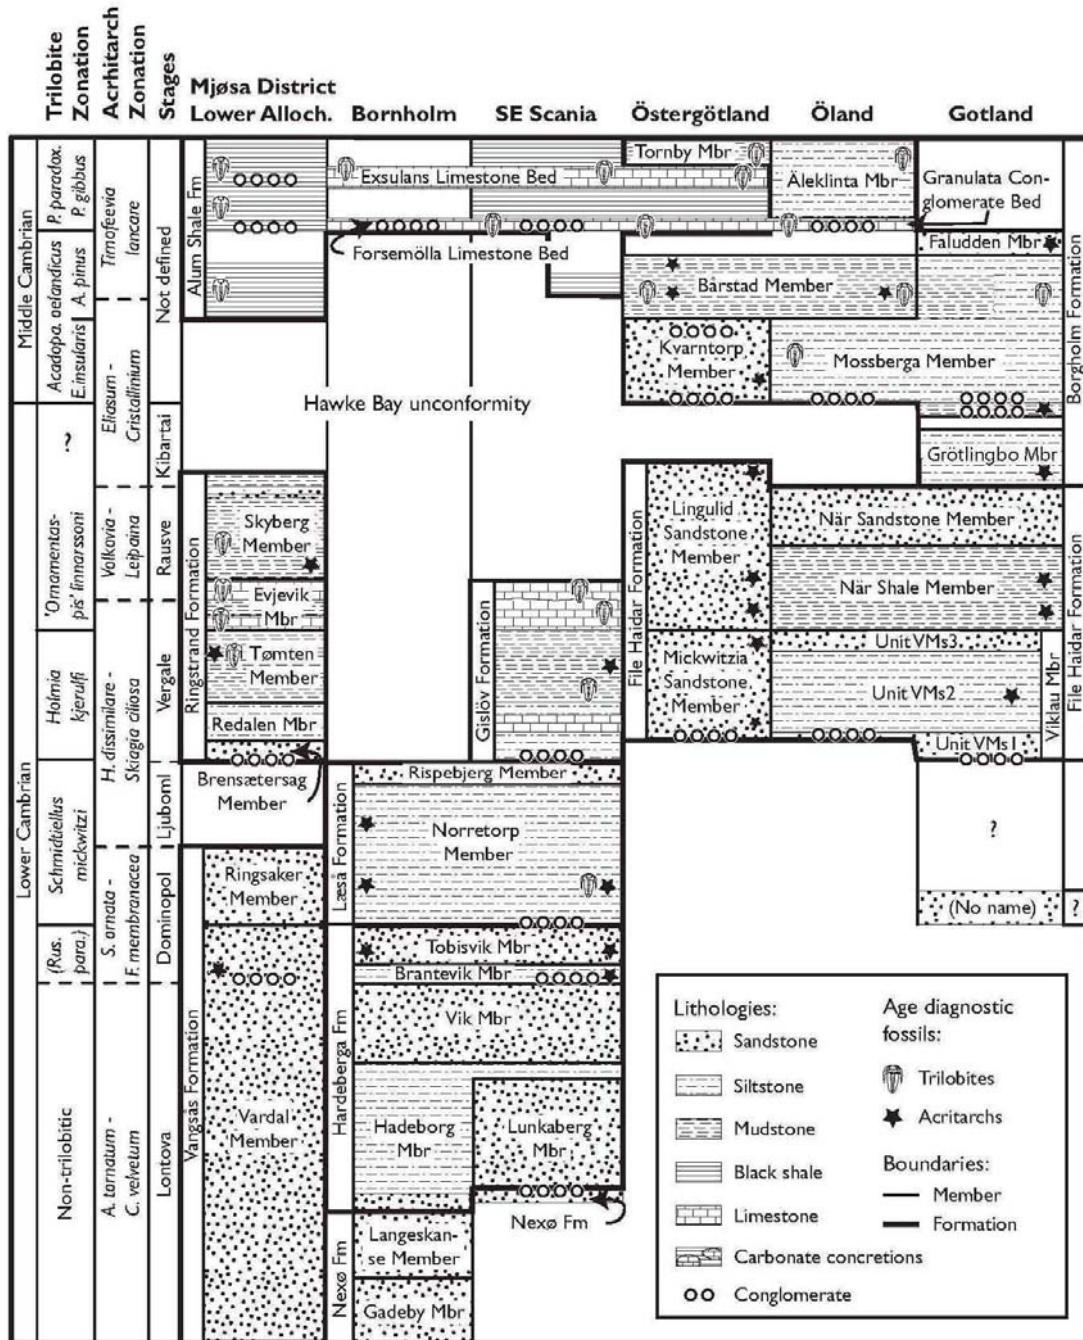 Trilobite
Zonation
Acrhitarch
Zonation
Stages
Mjøsa District
Lower Alloch.
Bornholm
SE Scania
Östergötland
Öland
Gotland
Middle Cambrian
Lower Cambrian
P. paradox.
P. gibbus
Acadopa. oelandicus
A. pinus
E.insularis
?
'Ornamentas-
pis' linnarssoni
Holmia
kjerulfi
Schmidtiellus
mickwitzi
(Rus.
para.)
Non-trilobitic
Timofeevia
lancare
Eliasum -
Cristallinium
Volkovia -
Leipaina
H. dissimilare -
Skiagia ciliosa
S. ornata -
F. membranacea
A. tornatum -
C. velvetum
Not defined
Kibartai
Rausve
Vergale
Ljuboml
Dominopol
Lontova
Alum Shale Fm
Ringstrand Formation
Skyberg
Member
Evjevik
Mbr
Tømten
Member
Redalen Mbr
Brensætersag
Member
Vangsås Formation
Ringsaker
Member
Vardal
Member
Exsulans Limestone Bed
Forsemölla Limestone Bed
Hawke Bay unconformity
Gislöv Formation
Læså Formation
Rispebjerg Member
Norretorp
Member
Hardeberga Fm
Tobisvik Mbr
Brantevik Mbr
Vik Mbr
Hadeborg
Mbr
Lunkaberg
Mbr
Nexø Fm
Nexø Fm
Langeskan-
se Member
Gadeby Mbr
Tornby Mbr
Äleklinta Mbr
Granulata Con-
glomerate Bed
Faludden Mbr
Bårstad Member
Kvarntorp
Member
Mossberga Member
Borgholm Formation
Grötlingbo Mbr
File Haidar Formation
Lingulid
Sandstone
Member
Mickwitzia
Sandstone
Member
När Sandstone Member
När Shale Member
Unit VMs3
Unit VMs2
Unit VMs1
Viklau Mbr
File Haidar Formation
?
(No name)
?
Lithologies:
Sandstone
Siltstone
Mudstone
Black shale
Limestone
Carbonate concretions
Conglomerate
Age diagnostic
fossils:
Trilobites
Acritarchs
Boundaries:
Member
Formation